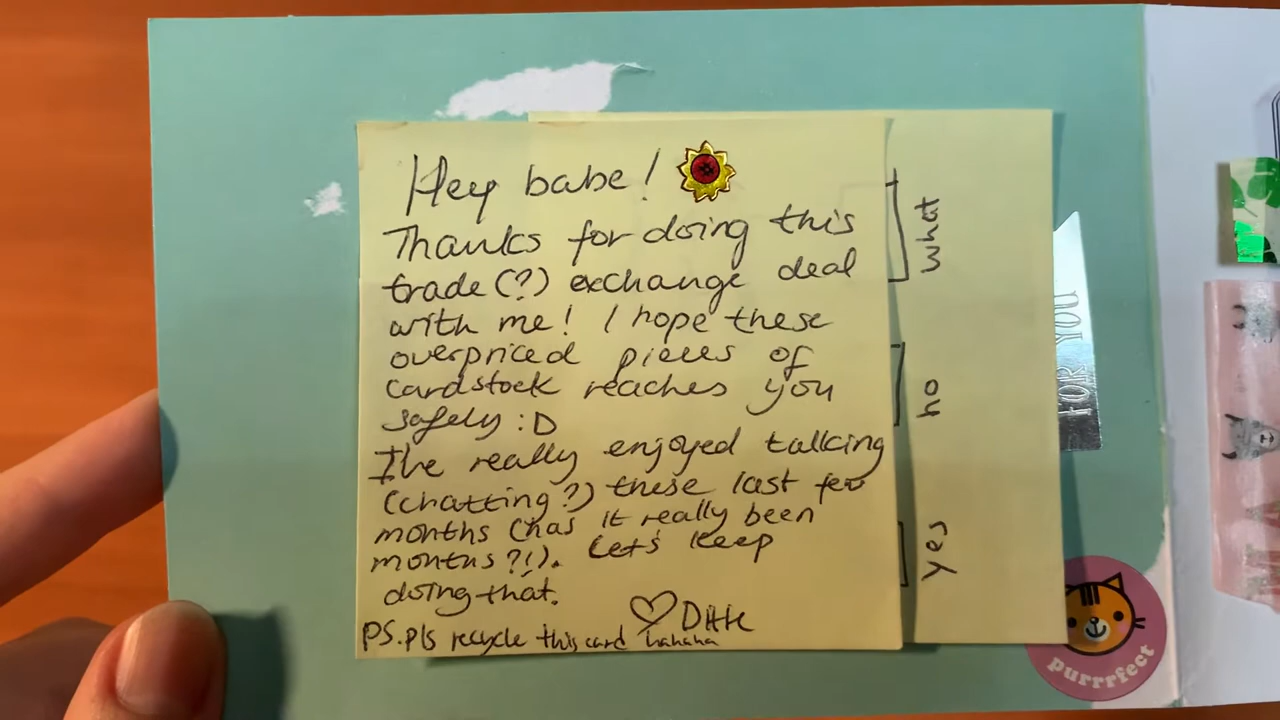 Hey babe!
Thanks for doing this
trade(?) exchange deal
with me! I hope these
overpriced pieces of
cardstock reaches you
safely :D
I've really enjoyed talking
(chatting?) these last few
months (has it really been
months?!). Let's keep
doing that.
♡ Ditte
PS. pls recycle this card hahaha
what
no
yes
FOR YOU
purrrfect